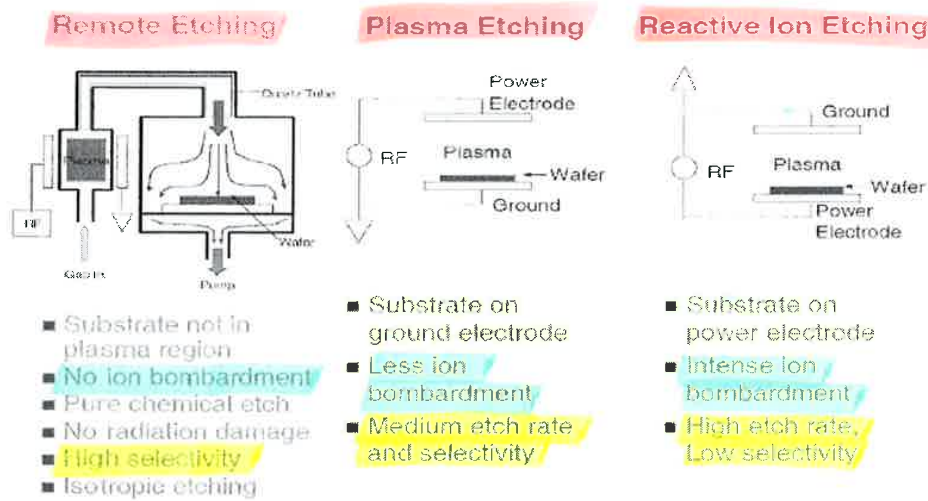 Remote Etching
Quartz Tube
Plasma
RF
Gas in
Wafer
Pump
■ Substrate not in
plasma region
■ No ion bombardment
■ Pure chemical etch
■ No radiation damage
■ High selectivity
■ Isotropic etching
Plasma Etching
Power
Electrode
RF
Plasma
Wafer
Ground
■ Substrate on
ground electrode
■ Less ion
bombardment
■ Medium etch rate
and selectivity
Reactive Ion Etching
Ground
RF
Plasma
Wafer
Power
Electrode
■ Substrate on
power electrode
■ Intense ion
bombardment
■ High etch rate,
Low selectivity